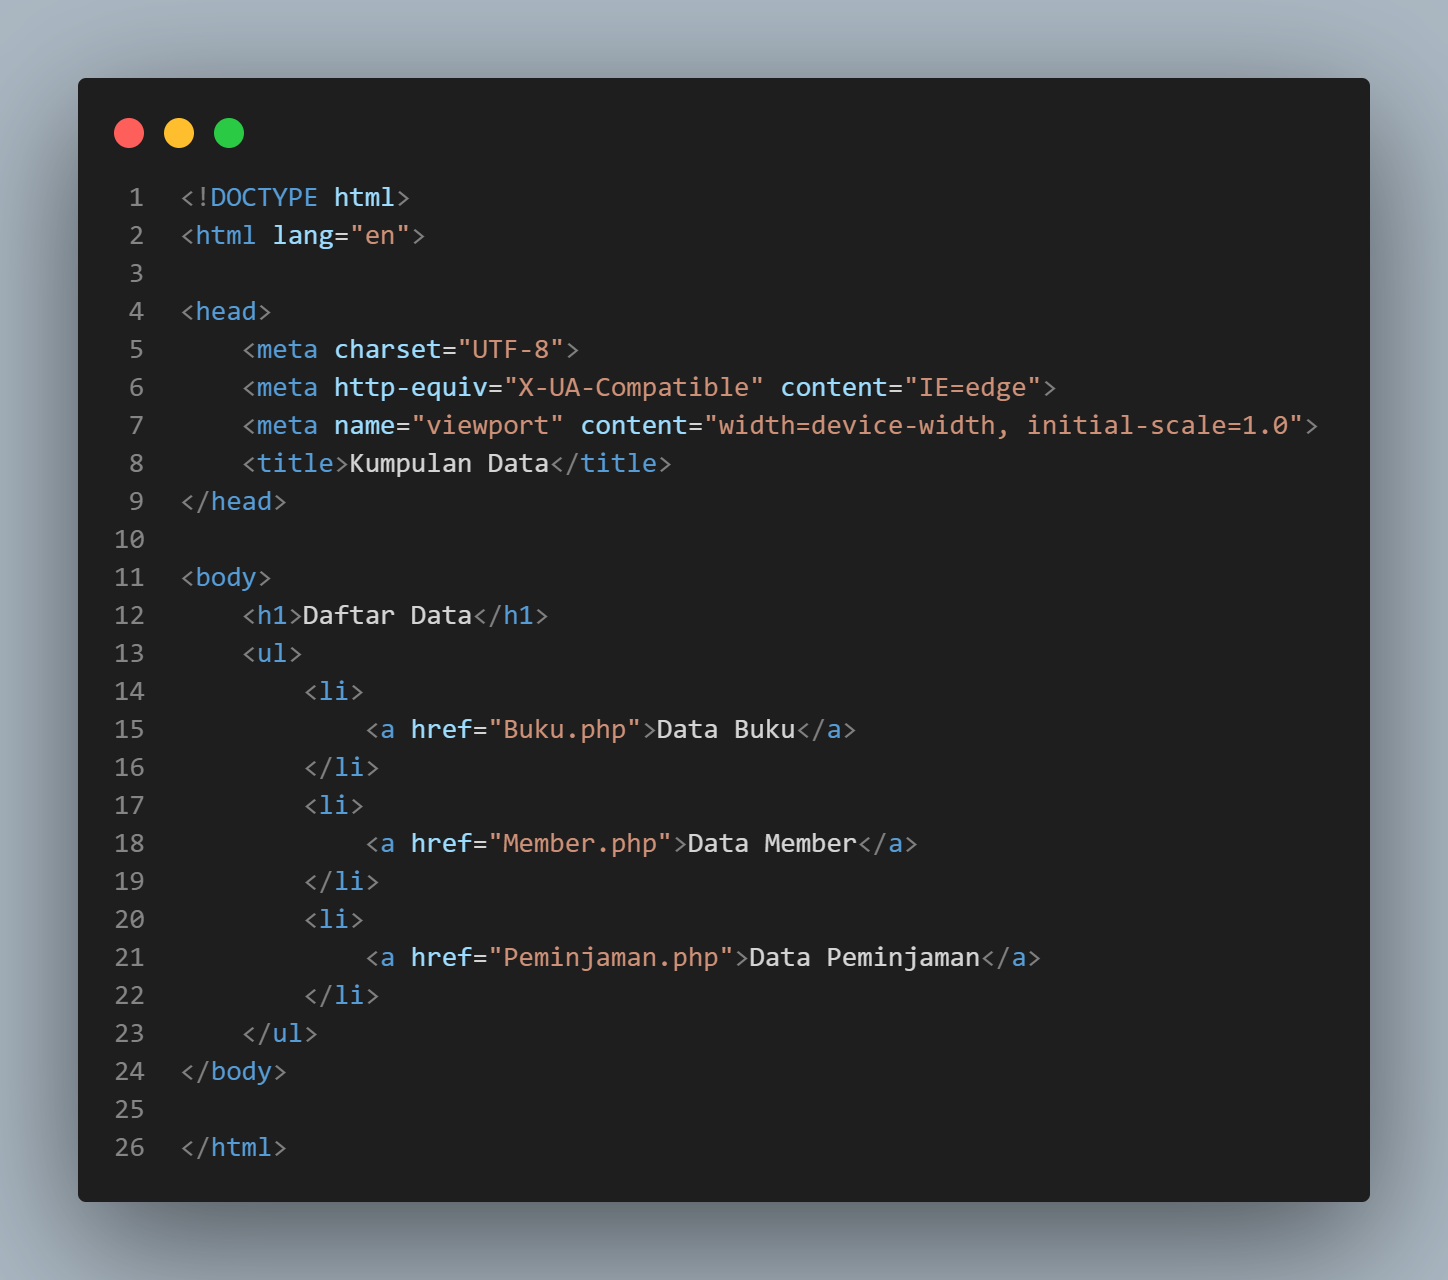 1 <!DOCTYPE html>
2 <html lang="en">
3
4 <head>
5     <meta charset="UTF-8">
6     <meta http-equiv="X-UA-Compatible" content="IE=edge">
7     <meta name="viewport" content="width=device-width, initial-scale=1.0">
8     <title>Kumpulan Data</title>
9 </head>
10
11 <body>
12     <h1>Daftar Data</h1>
13     <ul>
14         <li>
15             <a href="Buku.php">Data Buku</a>
16         </li>
17         <li>
18             <a href="Member.php">Data Member</a>
19         </li>
20         <li>
21             <a href="Peminjaman.php">Data Peminjaman</a>
22         </li>
23     </ul>
24 </body>
25
26 </html>